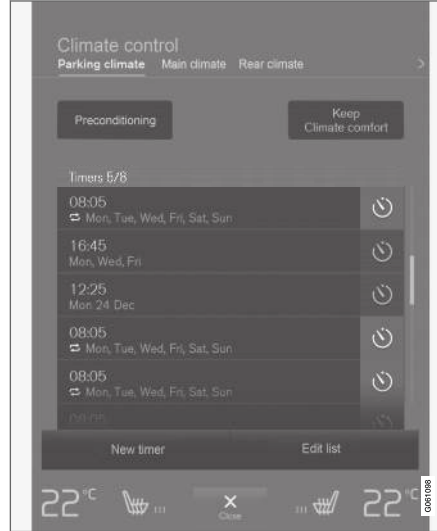 Climate control
Parking climate Main climate Rear climate
Preconditioning
Keep
Climate comfort
Timers 5/8
08:05
Mon, Tue, Wed, Fri, Sat, Sun
16:45
Mon, Wed, Fri
12:25
Mon 24 Dec
08:05
Mon, Tue, Wed, Fri, Sat, Sun
08:05
Mon, Tue, Wed, Fri, Sat, Sun
08:05
New timer Edit list
22°C 22°C
Close
G061098